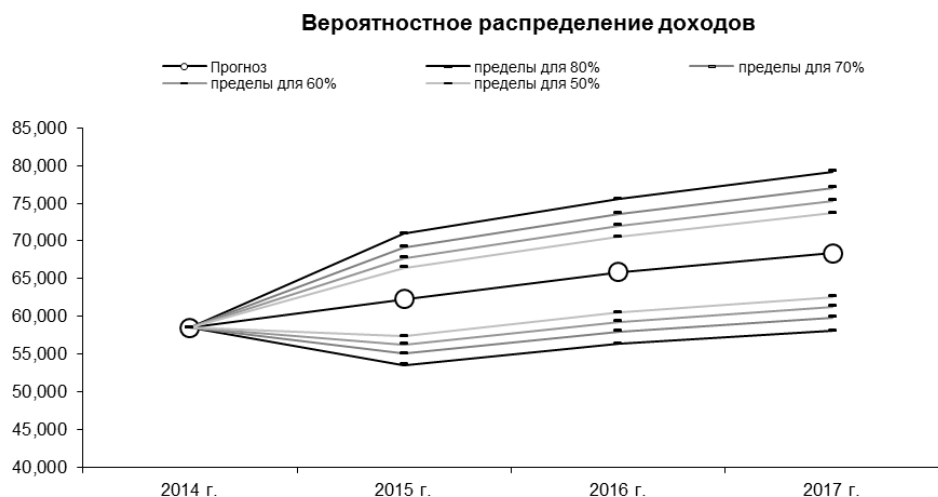 Вероятностное распределение доходов
Прогноз
пределы для 80%
пределы для 70%
пределы для 60%
пределы для 50%
85,000
80,000
75,000
70,000
65,000
60,000
55,000
50,000
45,000
40,000
2014 г.
2015 г.
2016 г.
2017 г.